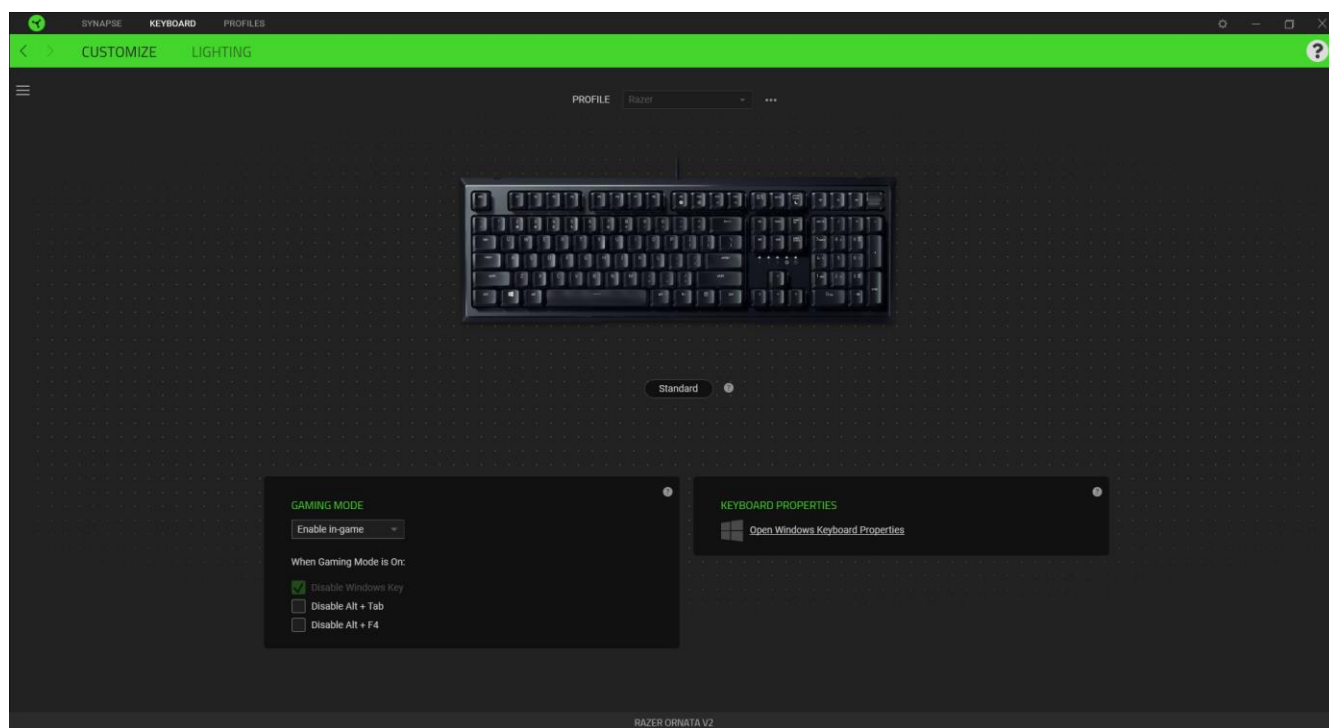 SYNAPSE KEYBOARD PROFILES
CUSTOMIZE LIGHTING ?
PROFILE Razer
Standard ?
GAMING MODE ?
Enable in-game
When Gaming Mode is On:
Disable Windows Key
Disable Alt + Tab
Disable Alt + F4
KEYBOARD PROPERTIES ?
Open Windows Keyboard Properties
RAZER ORNATA V2